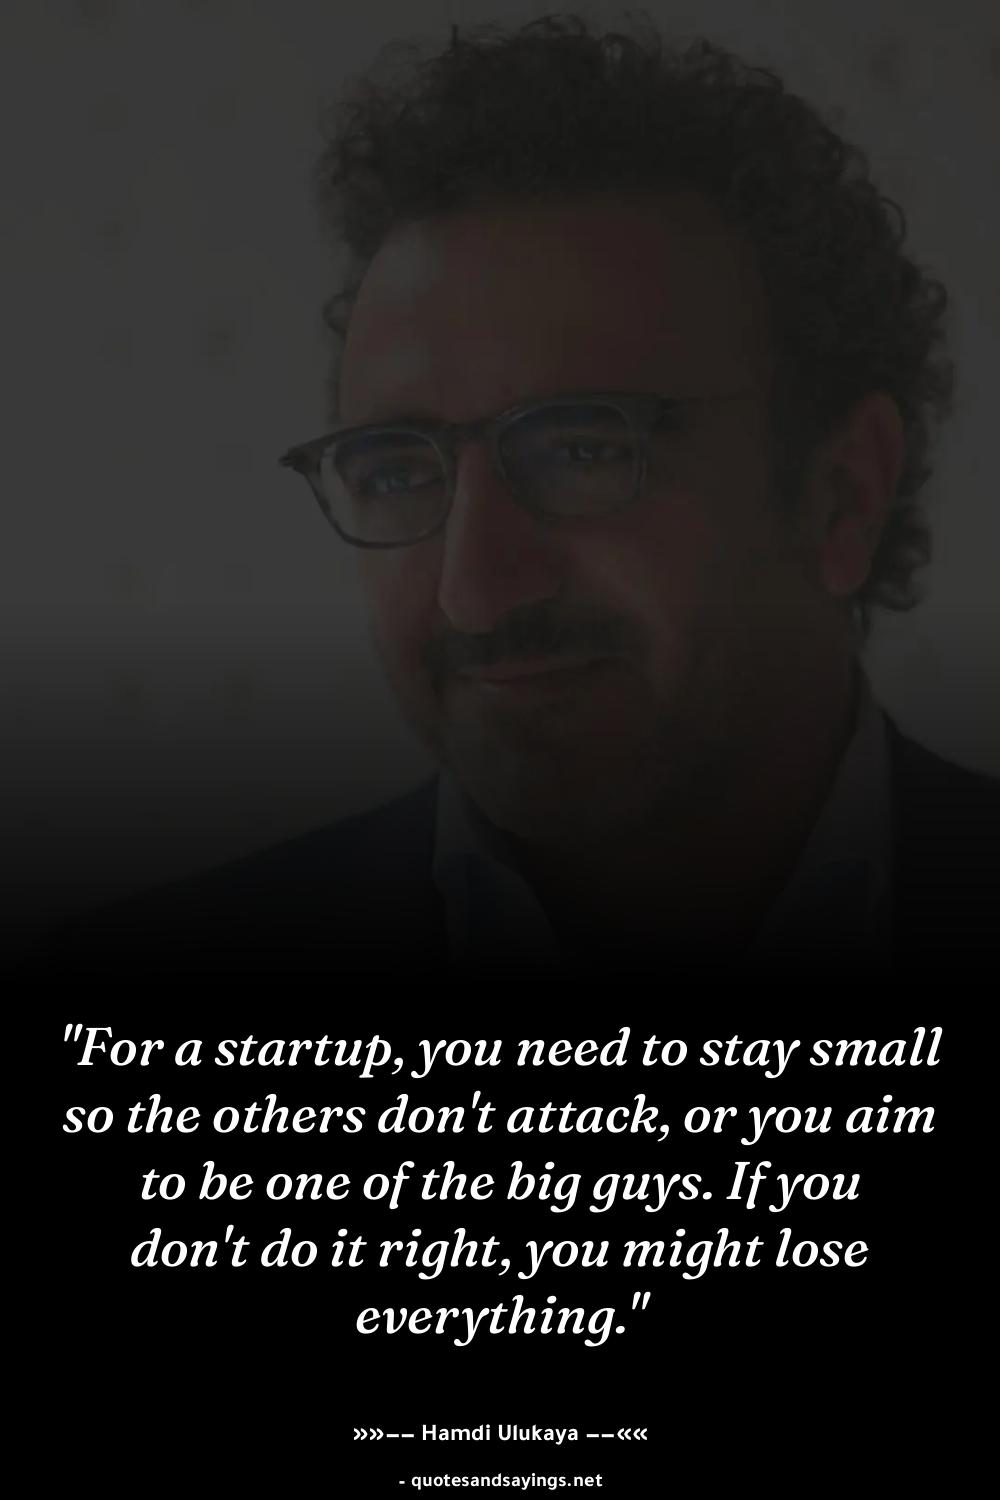 "For a startup, you need to stay small
so the others don't attack, or you aim
to be one of the big guys. If you
don't do it right, you might lose
everything."
»»−− Hamdi Ulukaya −−««
- quotesandsayings.net